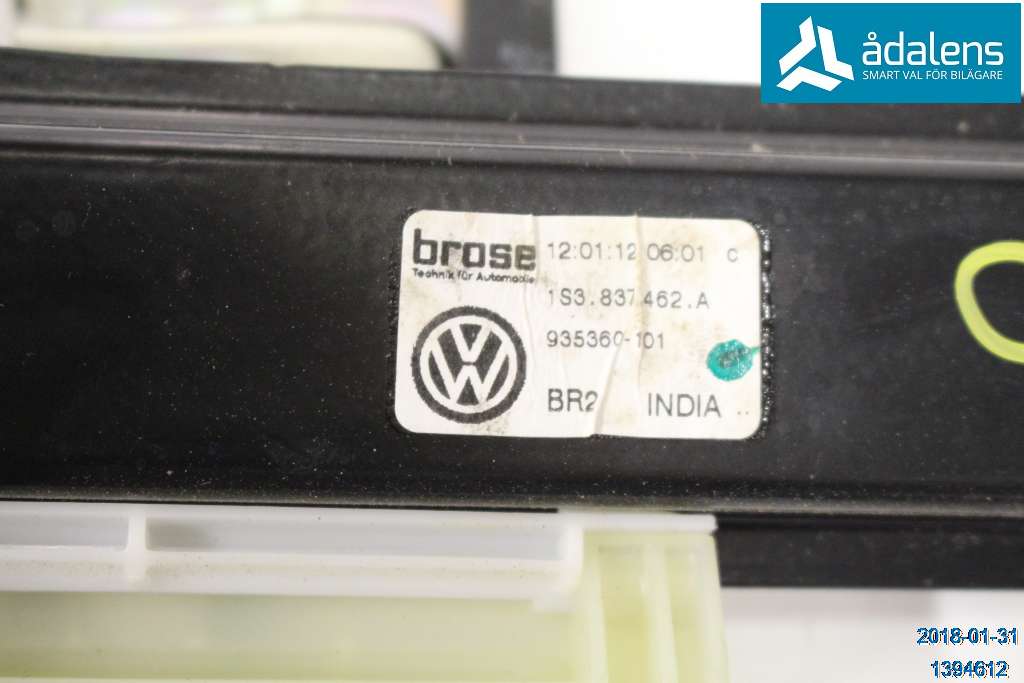 ådalens
SMART VAL FÖR BILÄGARE
brose
Technik für Automobile
12:01:12 06:01 c
1S3.837.462.A
935360-101
BR2 INDIA ..
2018-01-31
1394612